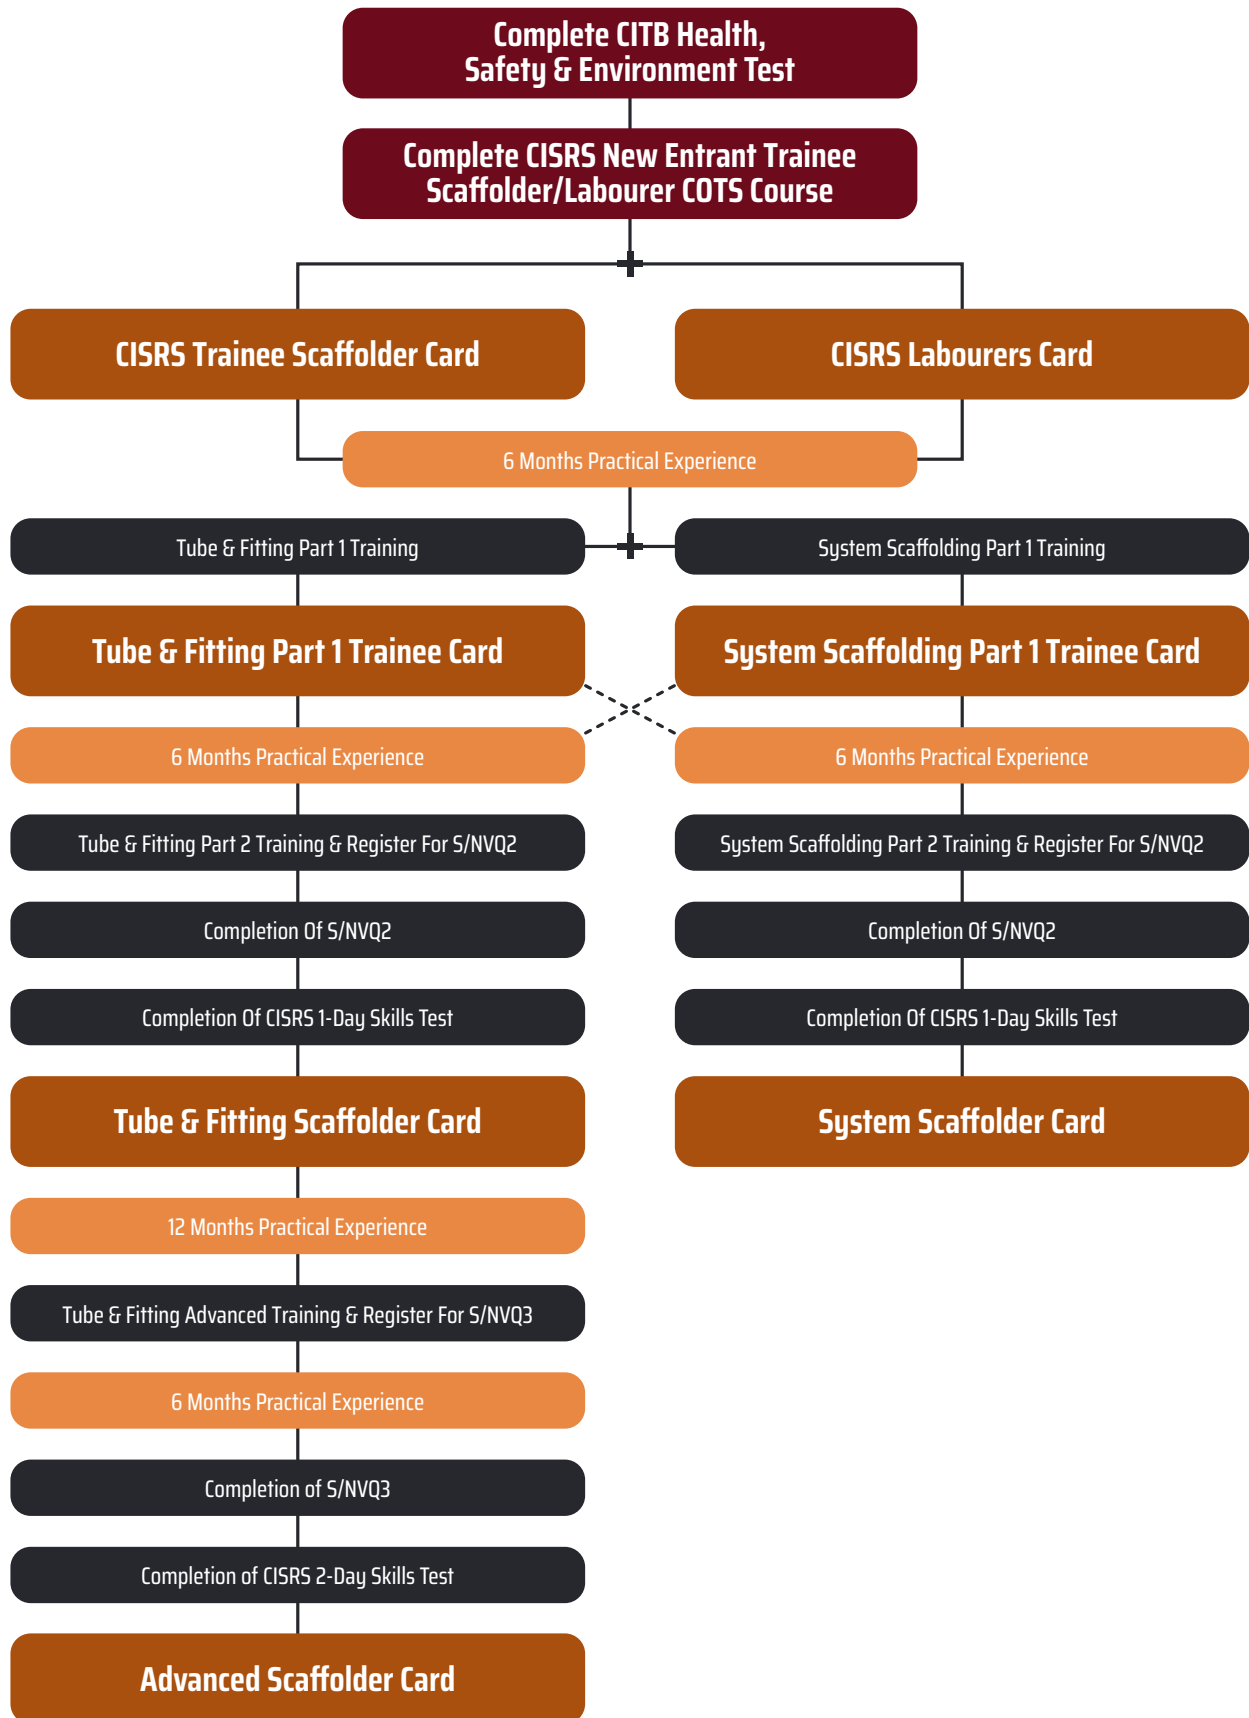 Complete CITB Health,
Safety & Environment Test
Complete CISRS New Entrant Trainee
Scaffolder/Labourer COTS Course
CISRS Trainee Scaffolder Card
CISRS Labourers Card
6 Months Practical Experience
Tube & Fitting Part 1 Training
System Scaffolding Part 1 Training
Tube & Fitting Part 1 Trainee Card
System Scaffolding Part 1 Trainee Card
6 Months Practical Experience
6 Months Practical Experience
Tube & Fitting Part 2 Training & Register For S/NVQ2
System Scaffolding Part 2 Training & Register For S/NVQ2
Completion Of S/NVQ2
Completion Of S/NVQ2
Completion Of CISRS 1-Day Skills Test
Completion Of CISRS 1-Day Skills Test
Tube & Fitting Scaffolder Card
System Scaffolder Card
12 Months Practical Experience
Tube & Fitting Advanced Training & Register For S/NVQ3
6 Months Practical Experience
Completion of S/NVQ3
Completion of CISRS 2-Day Skills Test
Advanced Scaffolder Card